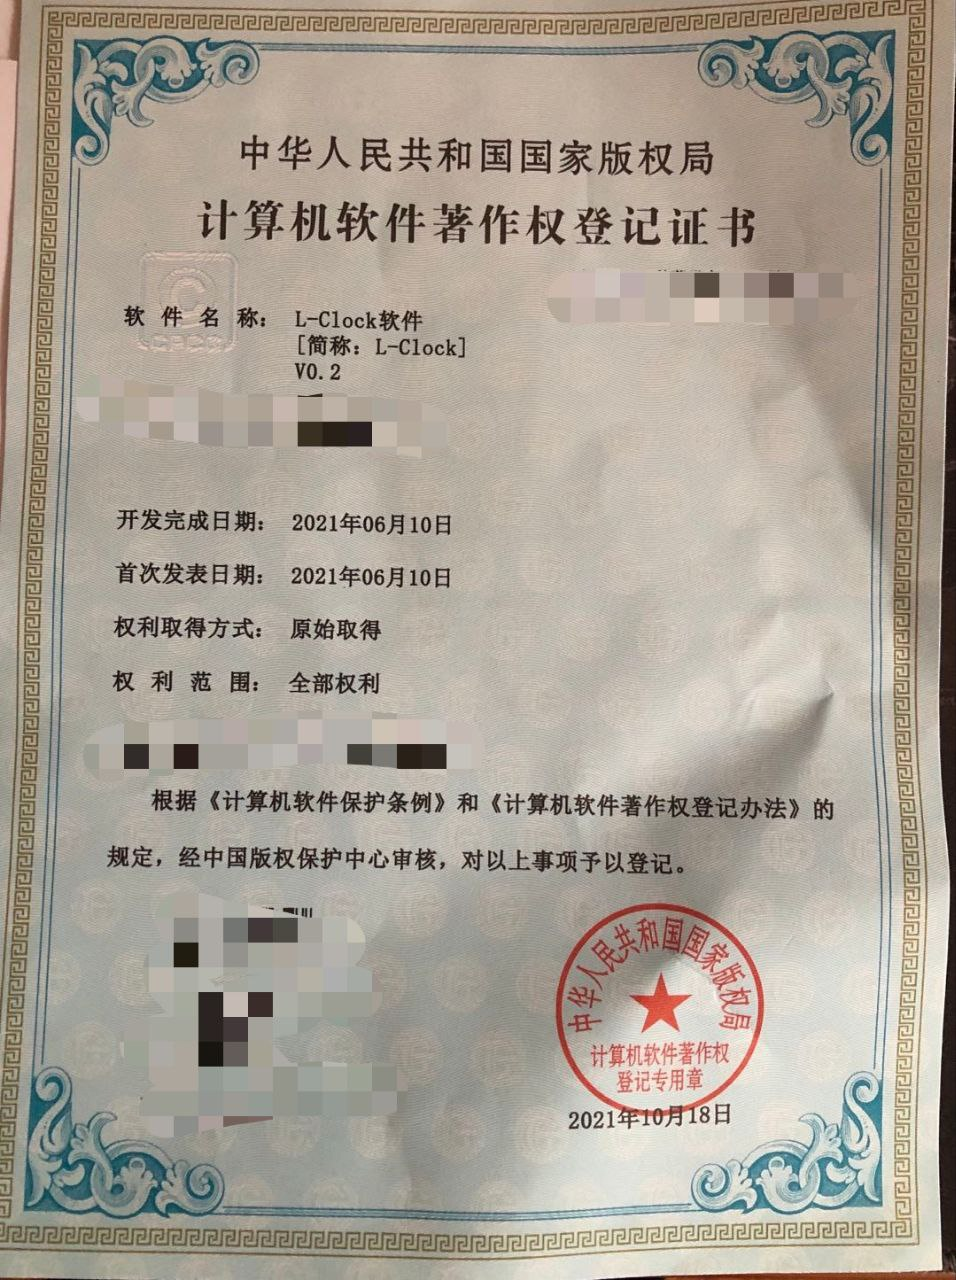 中华人民共和国国家版权局
计算机软件著作权登记证书
软件名称： L-Clock软件
[简称：L-Clock]
V0.2
开发完成日期： 2021年06月10日
首次发表日期： 2021年06月10日
权利取得方式： 原始取得
权利范围： 全部权利
根据《计算机软件保护条例》和《计算机软件著作权登记办法》的
规定，经中国版权保护中心审核，对以上事项予以登记。
中华人民共和国国家版权局
计算机软件著作权
登记专用章
2021年10月18日